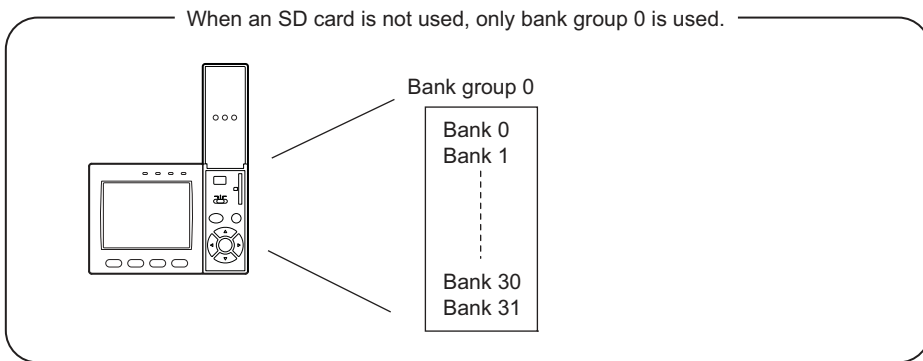 When an SD card is not used, only bank group 0 is used.
Bank group 0
Bank 0
Bank 1
Bank 30
Bank 31